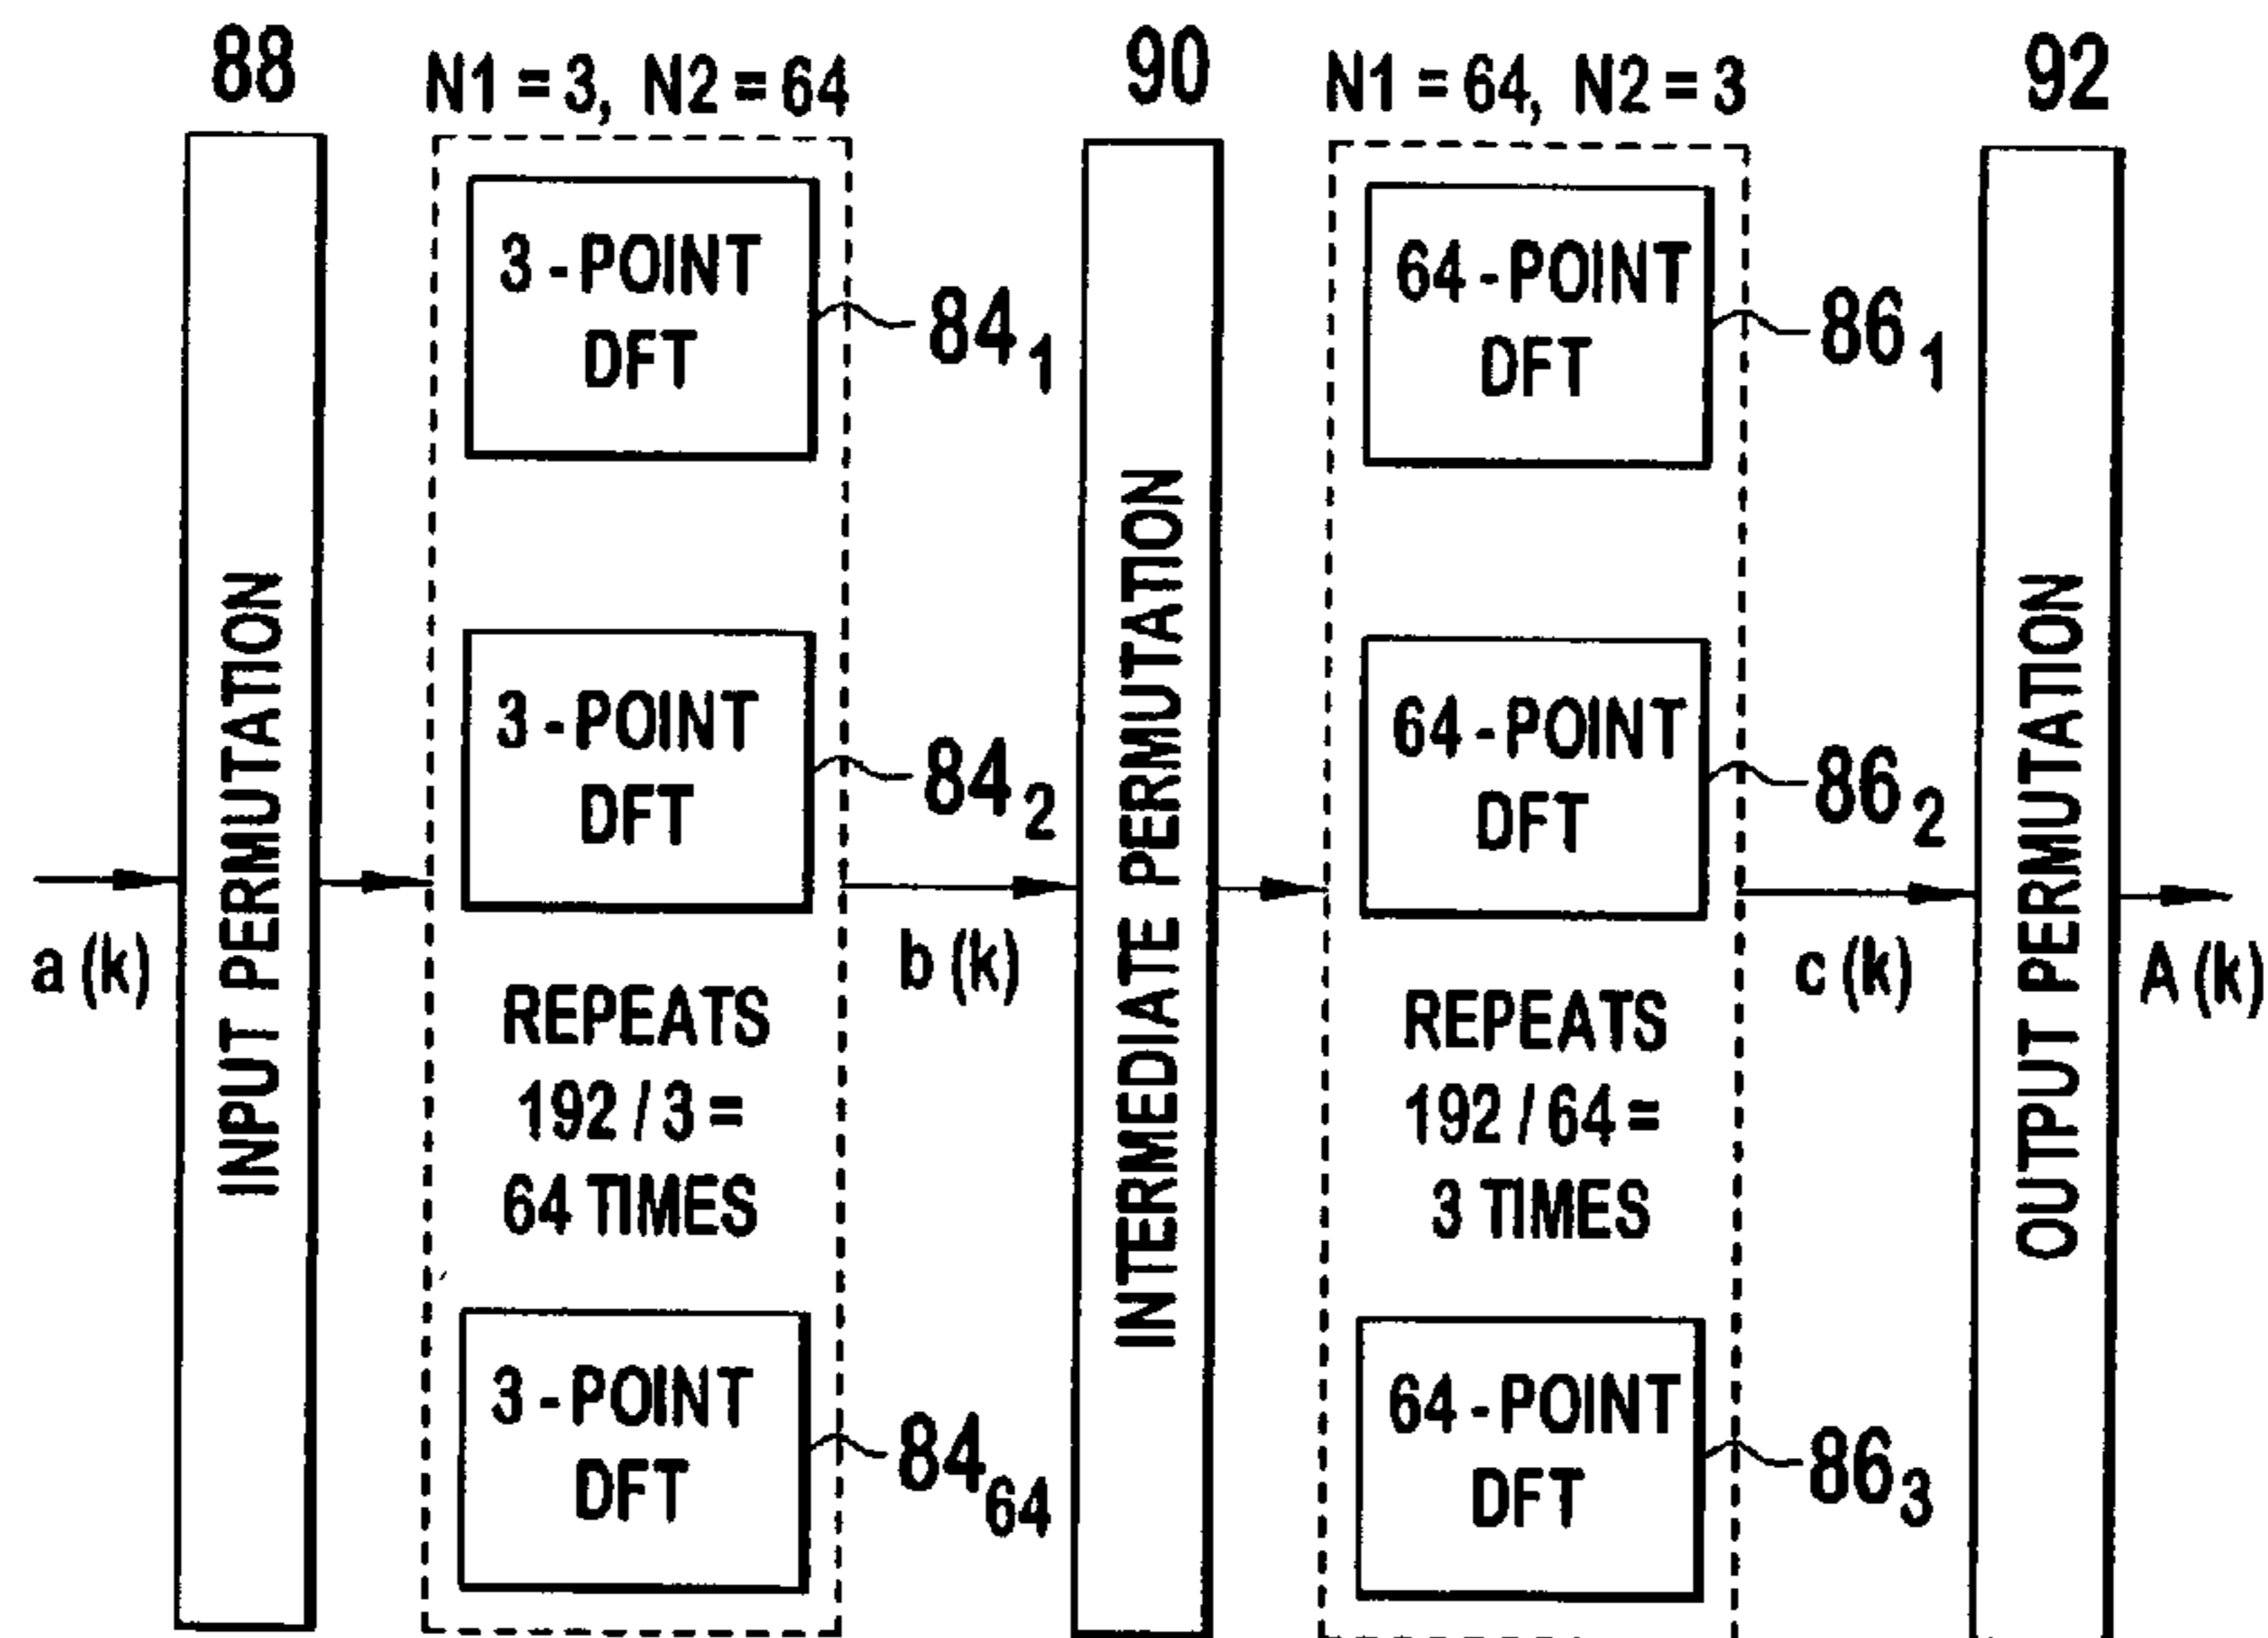 88
N1 = 3, N2 = 64
90
N1 = 64, N2 = 3
92
3 - POINT
DFT
84 1
64 - POINT
DFT
86 1
3 - POINT
DFT
84 2
64 - POINT
DFT
86 2
INPUT PERMUTATION
INTERMEDIATE PERMUTATION
OUTPUT PERMUTATION
a (k)
b (k)
c (k)
A (k)
REPEATS
192 / 3 =
64 TIMES
REPEATS
192 / 64 =
3 TIMES
3 - POINT
DFT
84 64
64 - POINT
DFT
86 3